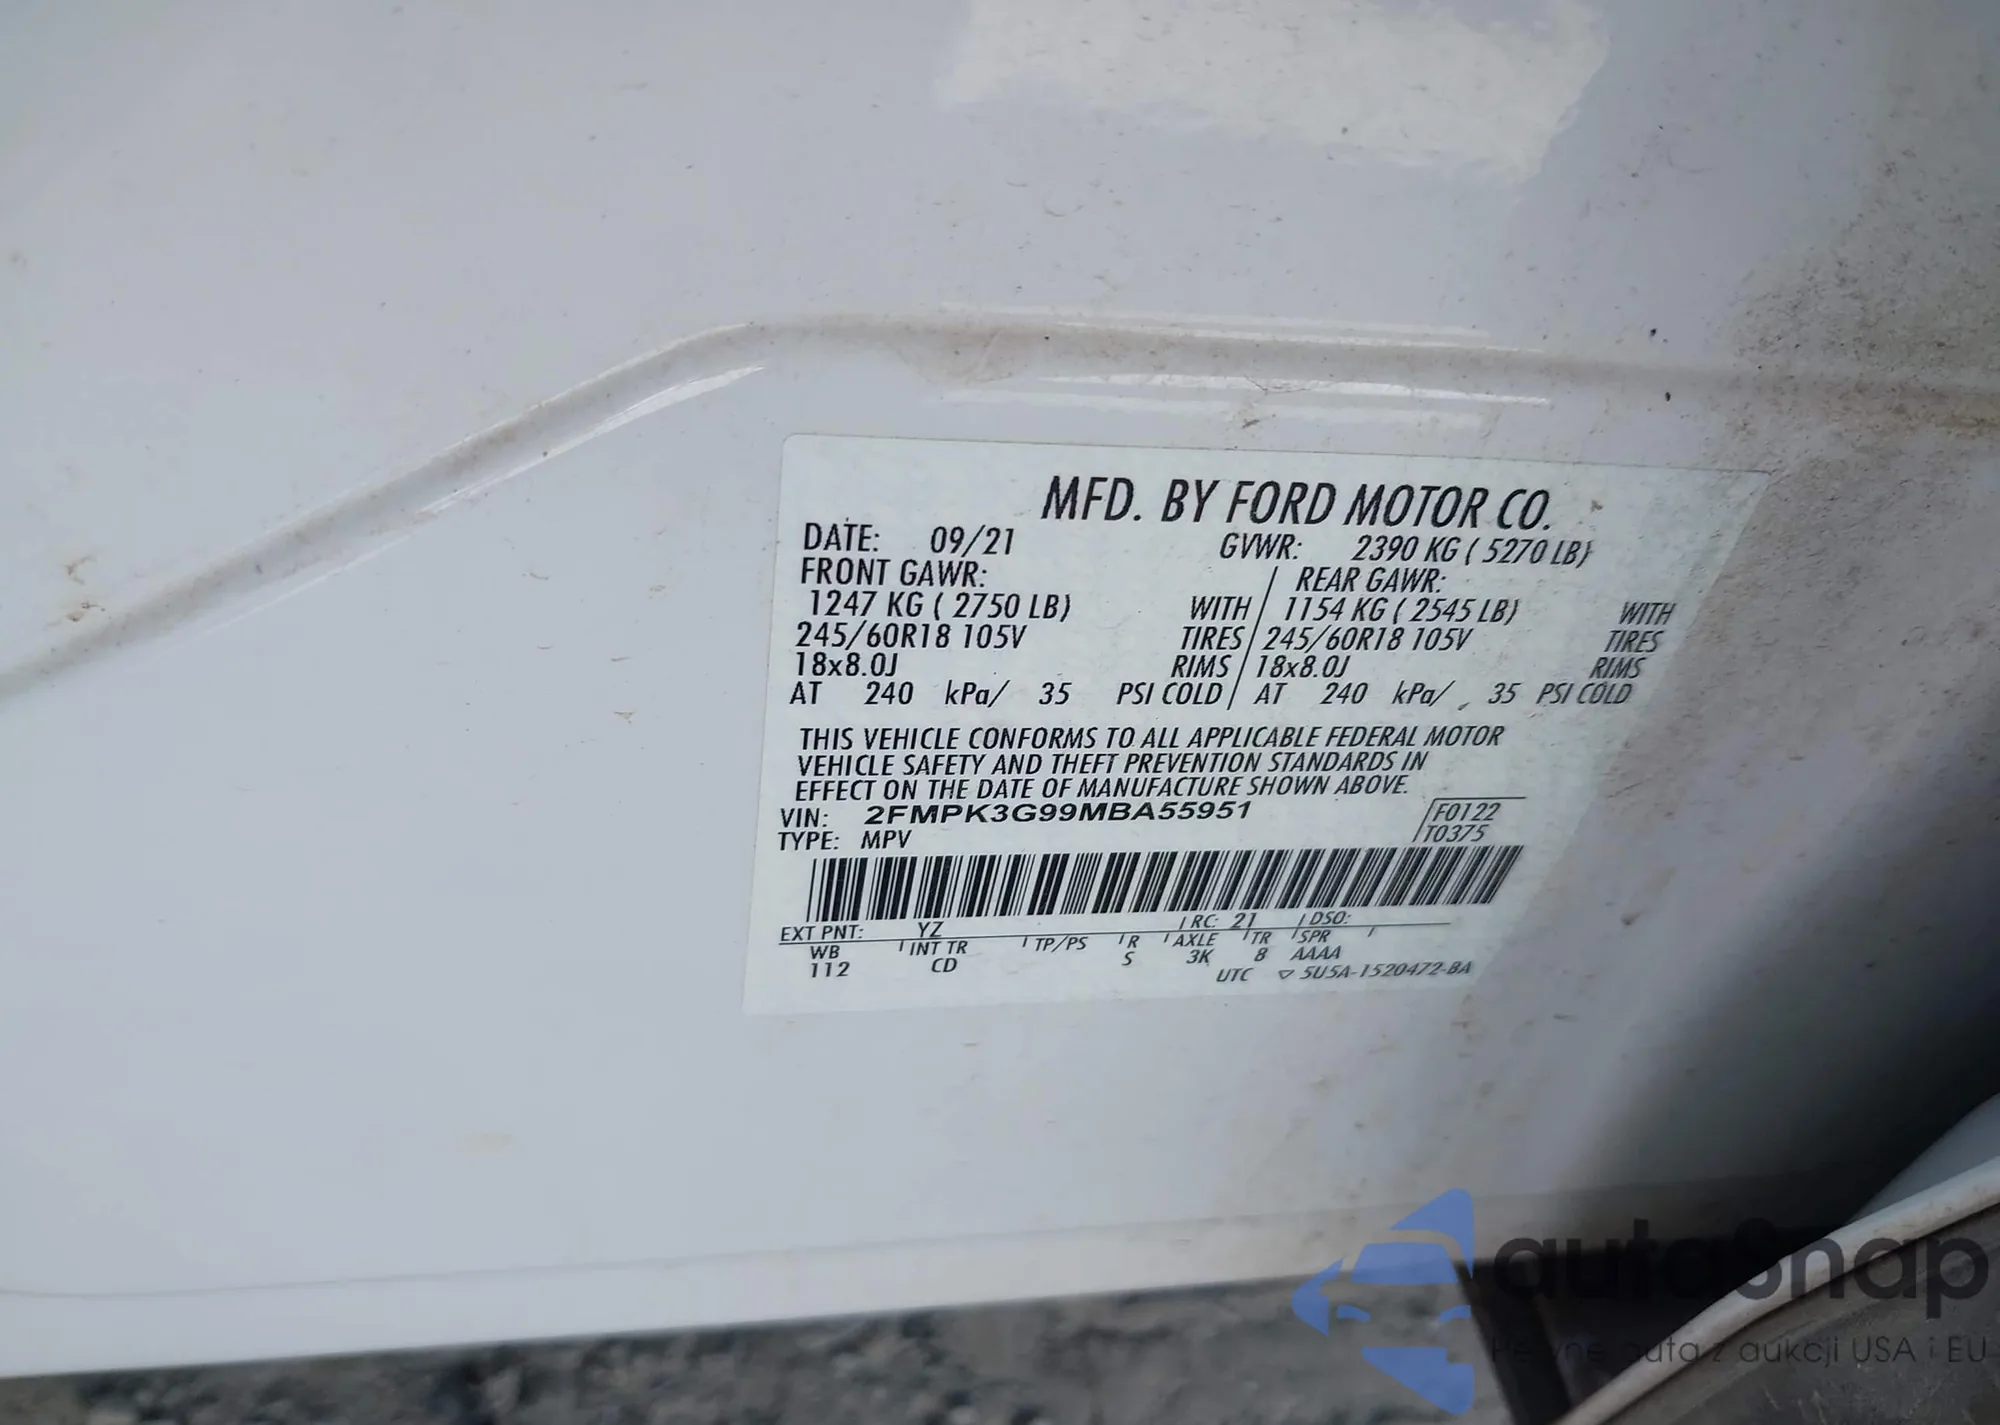 MFD. BY FORD MOTOR CO.
DATE: 09/21 GVWR: 2390 KG ( 5270 LB)
FRONT GAWR: / REAR GAWR:
1247 KG ( 2750 LB) WITH / 1154 KG ( 2545 LB) WITH
245/60R18 105V TIRES / 245/60R18 105V TIRES
18x8.0J RIMS / 18x8.0J RIMS
AT 240 kPa/ 35 PSI COLD / AT 240 kPa/ 35 PSI COLD
THIS VEHICLE CONFORMS TO ALL APPLICABLE FEDERAL MOTOR
VEHICLE SAFETY AND THEFT PREVENTION STANDARDS IN
EFFECT ON THE DATE OF MANUFACTURE SHOWN ABOVE.
VIN: 2FMPK3G99MBA55951 F0122
TYPE: MPV T0375
EXT PNT: YZ RC: 21 DSO:
WB INT TR TP/PS R AXLE TR SPR
112 CD S 3K 8 AAAA
UTC ▽ 5U5A-1520472-BA
autoSnap
Pewne auta z aukcji USA i EU